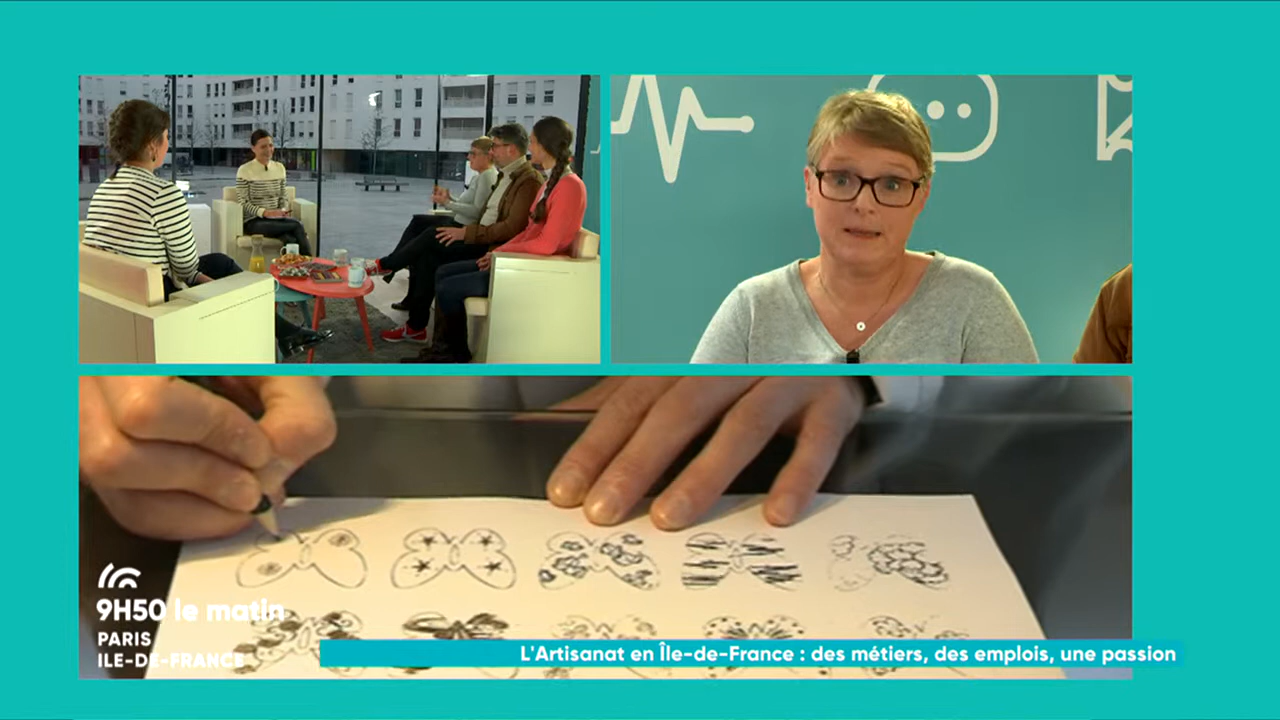 9H50 le matin
PARIS
ILE-DE-FRANCE
L'Artisanat en Île-de-France : des métiers, des emplois, une passion